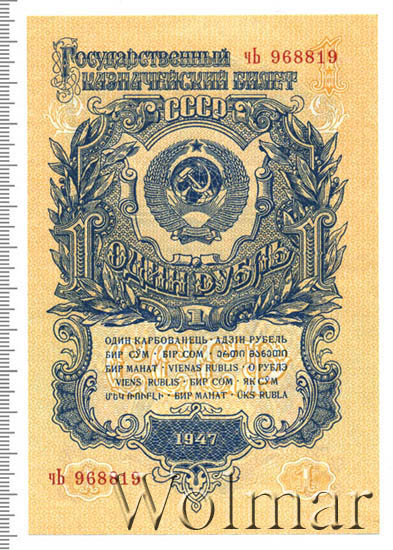 Государственный чЬ 968819
казначейский билет
СССР
1 1
ОДИН РУБЛЬ
1
ОДИН КАРБОВАНЕЦЬ · АДЗІН РУБЕЛЬ
БИР СЎМ · БІР СОМ · ერთი მანეთი
БИР МАНАТ · VIENAS RUBLIS · О РУБЛЭ
VIENS RUBLIS · БИР СОМ · ЯК СӮМ
ՄԵԿ ՌՈՒԲԼԻ · БИР МАНАТ · ÜKS RUBLA
1947
чЬ 968819 1
Wolmar